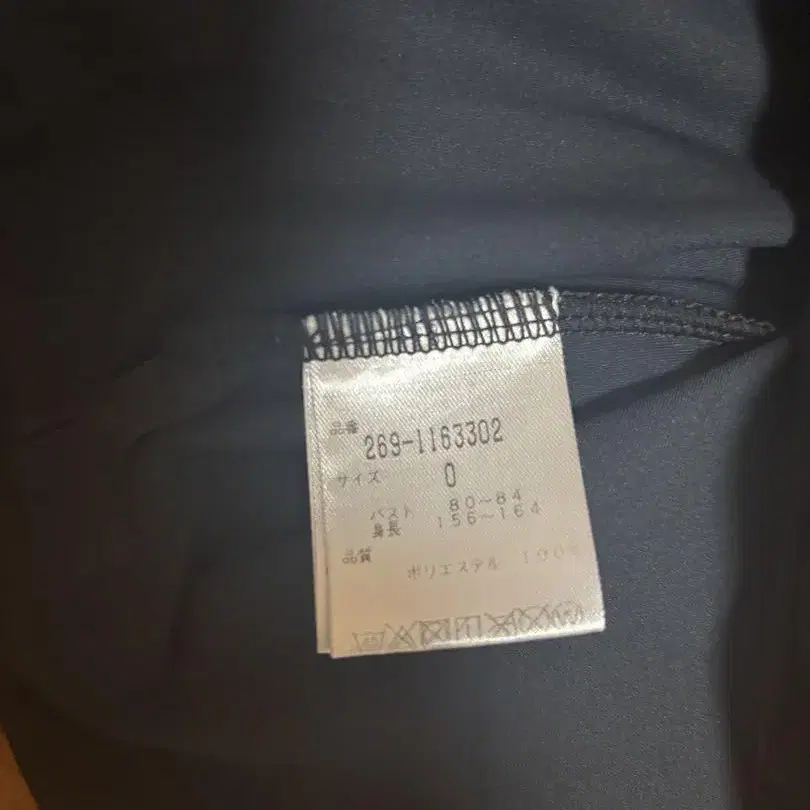 品番 269-1163302
サイズ 0
バスト 80~84
身長 156~164
品質
ポリエステル 100%